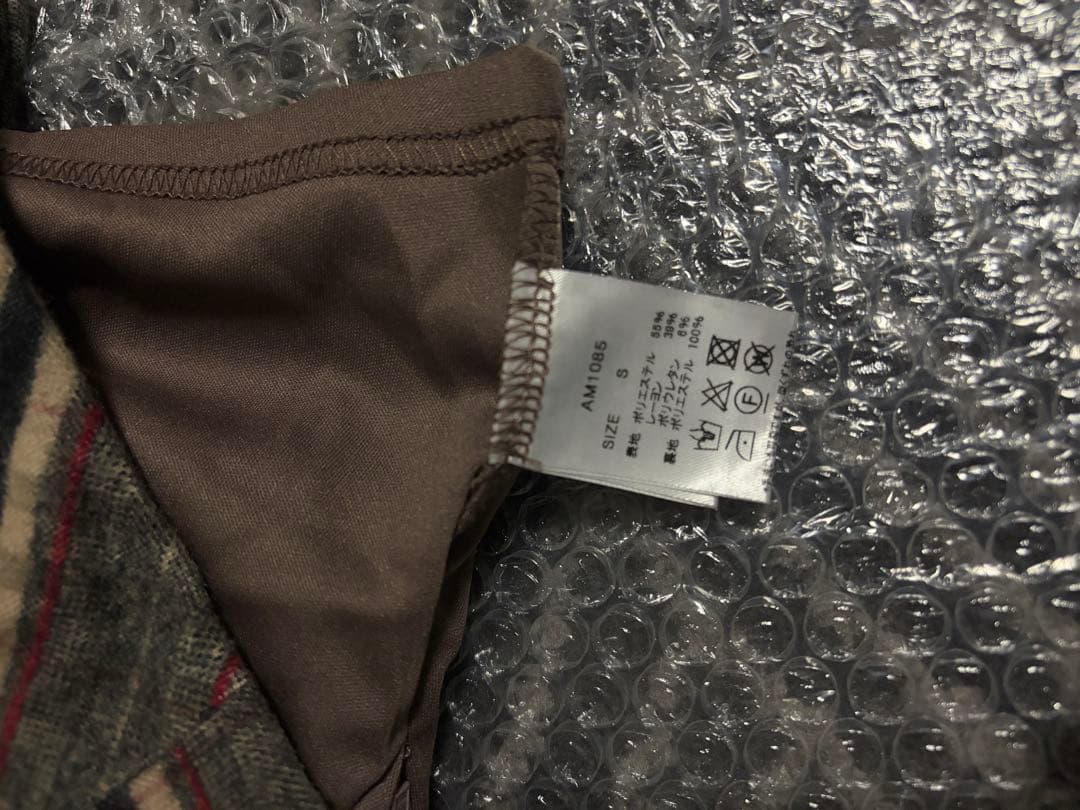 AM1085
SIZE S
表地 ポリエステル 55%
レーヨン 39%
ポリウレタン 6%
裏地 ポリエステル 100%
F